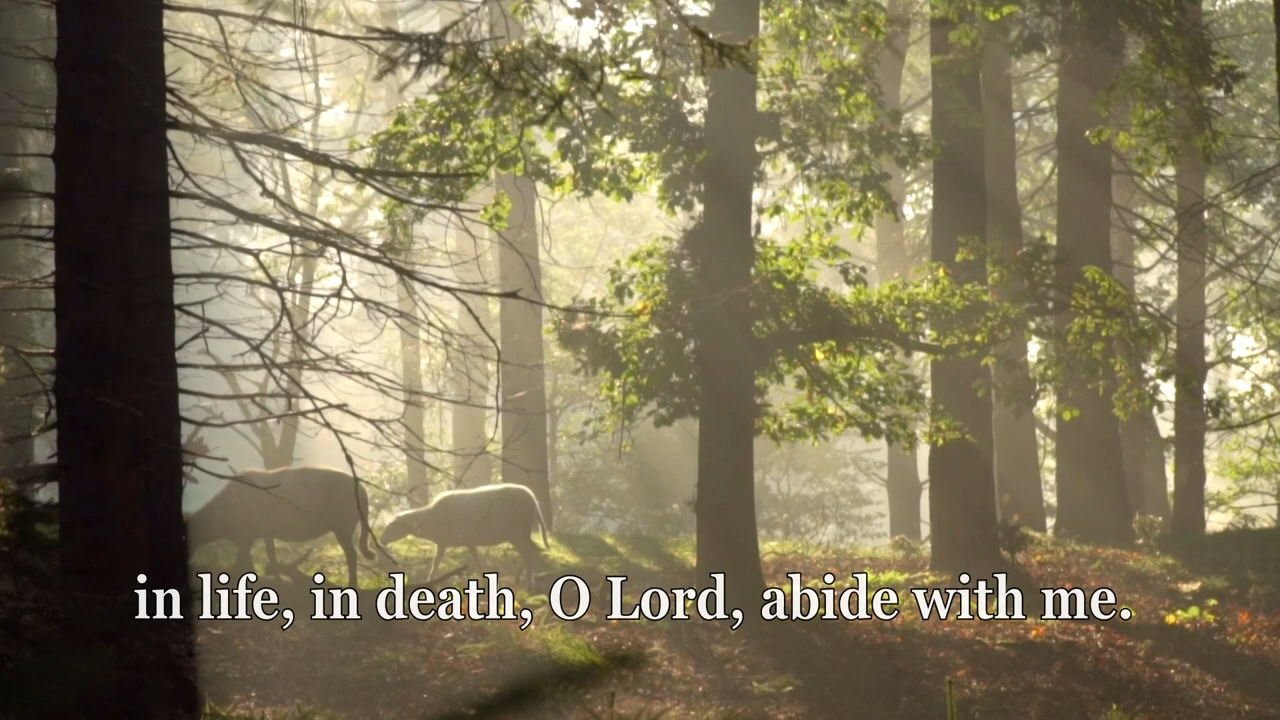 in life, in death, O Lord, abide with me.